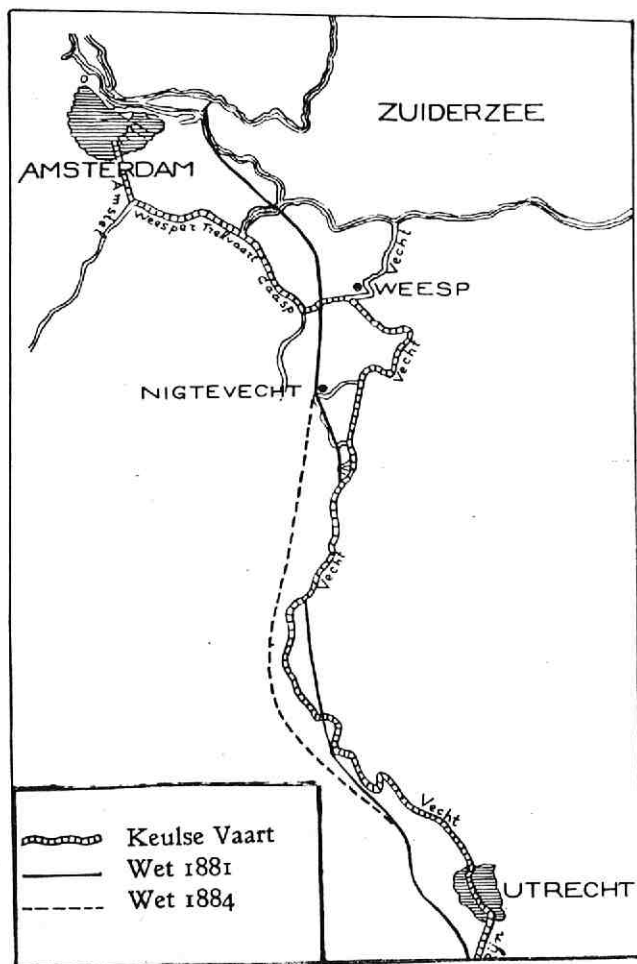 ZUIDERZEE
AMSTERDAM
Amstel
Weesper Trekvaart
Gaasp
Vecht
WEESP
Vecht
NIGTEVECHT
Vecht
Vecht
UTRECHT
Keulse Vaart
Wet 1881
Wet 1884
Rijn